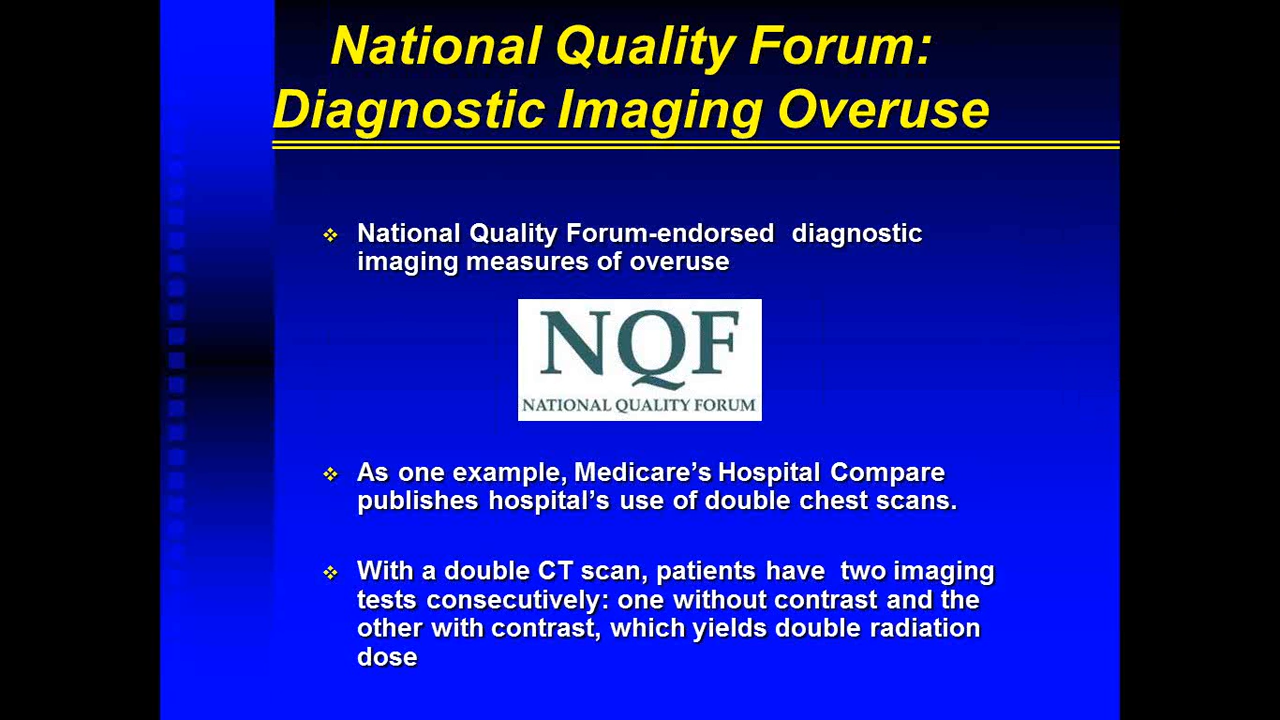 National Quality Forum:
Diagnostic Imaging Overuse
National Quality Forum-endorsed diagnostic
imaging measures of overuse
NQF
NATIONAL QUALITY FORUM
As one example, Medicare’s Hospital Compare
publishes hospital’s use of double chest scans.
With a double CT scan, patients have two imaging
tests consecutively: one without contrast and the
other with contrast, which yields double radiation
dose